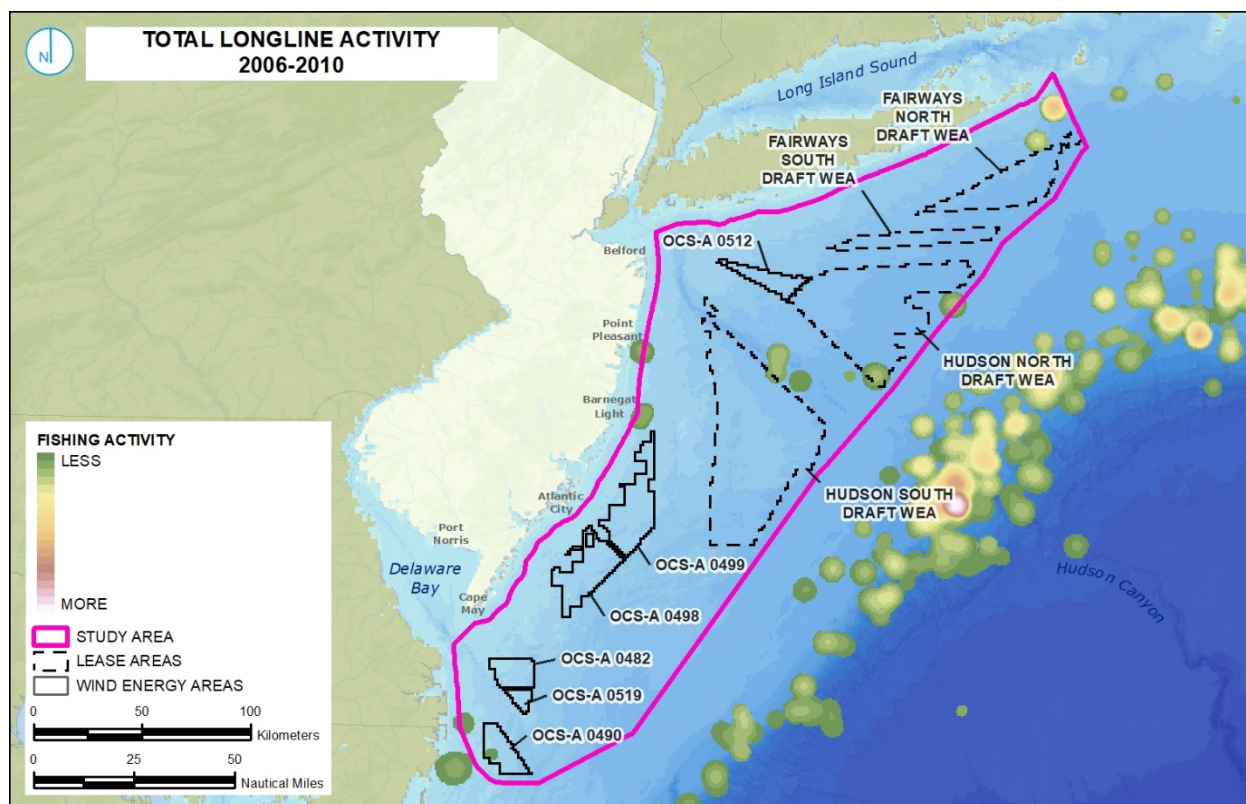 TOTAL LONGLINE ACTIVITY
2006-2010
N
Long Island Sound
FAIRWAYS
NORTH
DRAFT WEA
FAIRWAYS
SOUTH
DRAFT WEA
OCS-A 0512
Belford
Point
Pleasant
HUDSON NORTH
DRAFT WEA
Barnegat
Light
HUDSON SOUTH
DRAFT WEA
Atlantic
City
Port
Norris
Delaware
Bay
Cape
May
OCS-A 0499
Hudson Canyon
OCS-A 0498
OCS-A 0482
OCS-A 0519
OCS-A 0490
FISHING ACTIVITY
LESS
MORE
STUDY AREA
LEASE AREAS
WIND ENERGY AREAS
0 50 100
Kilometers
0 25 50
Nautical Miles